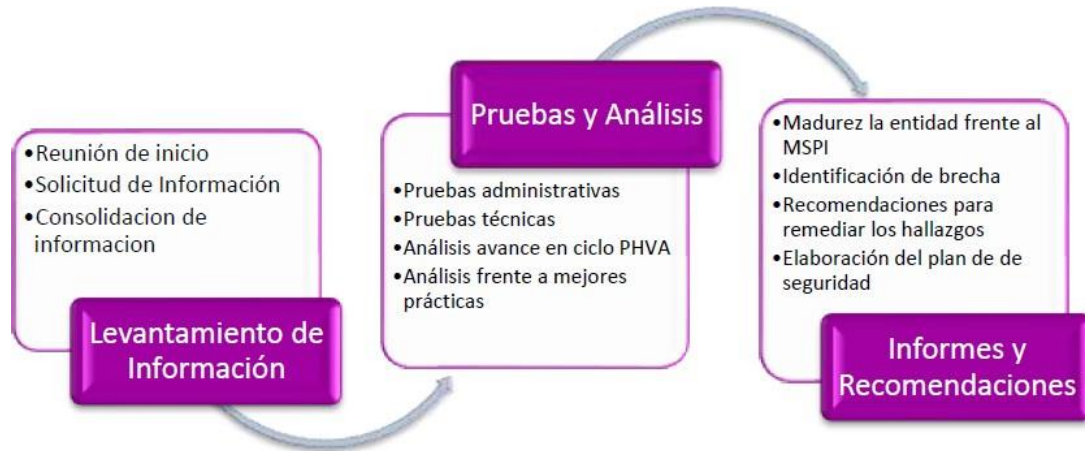 •Reunión de inicio
•Solicitud de Información
•Consolidacion de
informacion
Levantamiento de
Información
Pruebas y Análisis
•Pruebas administrativas
•Pruebas técnicas
•Análisis avance en ciclo PHVA
•Análisis frente a mejores
prácticas
•Madurez la entidad frente al
MSPI
•Identificación de brecha
•Recomendaciones para
remediar los hallazgos
•Elaboración del plan de de
seguridad
Informes y
Recomendaciones